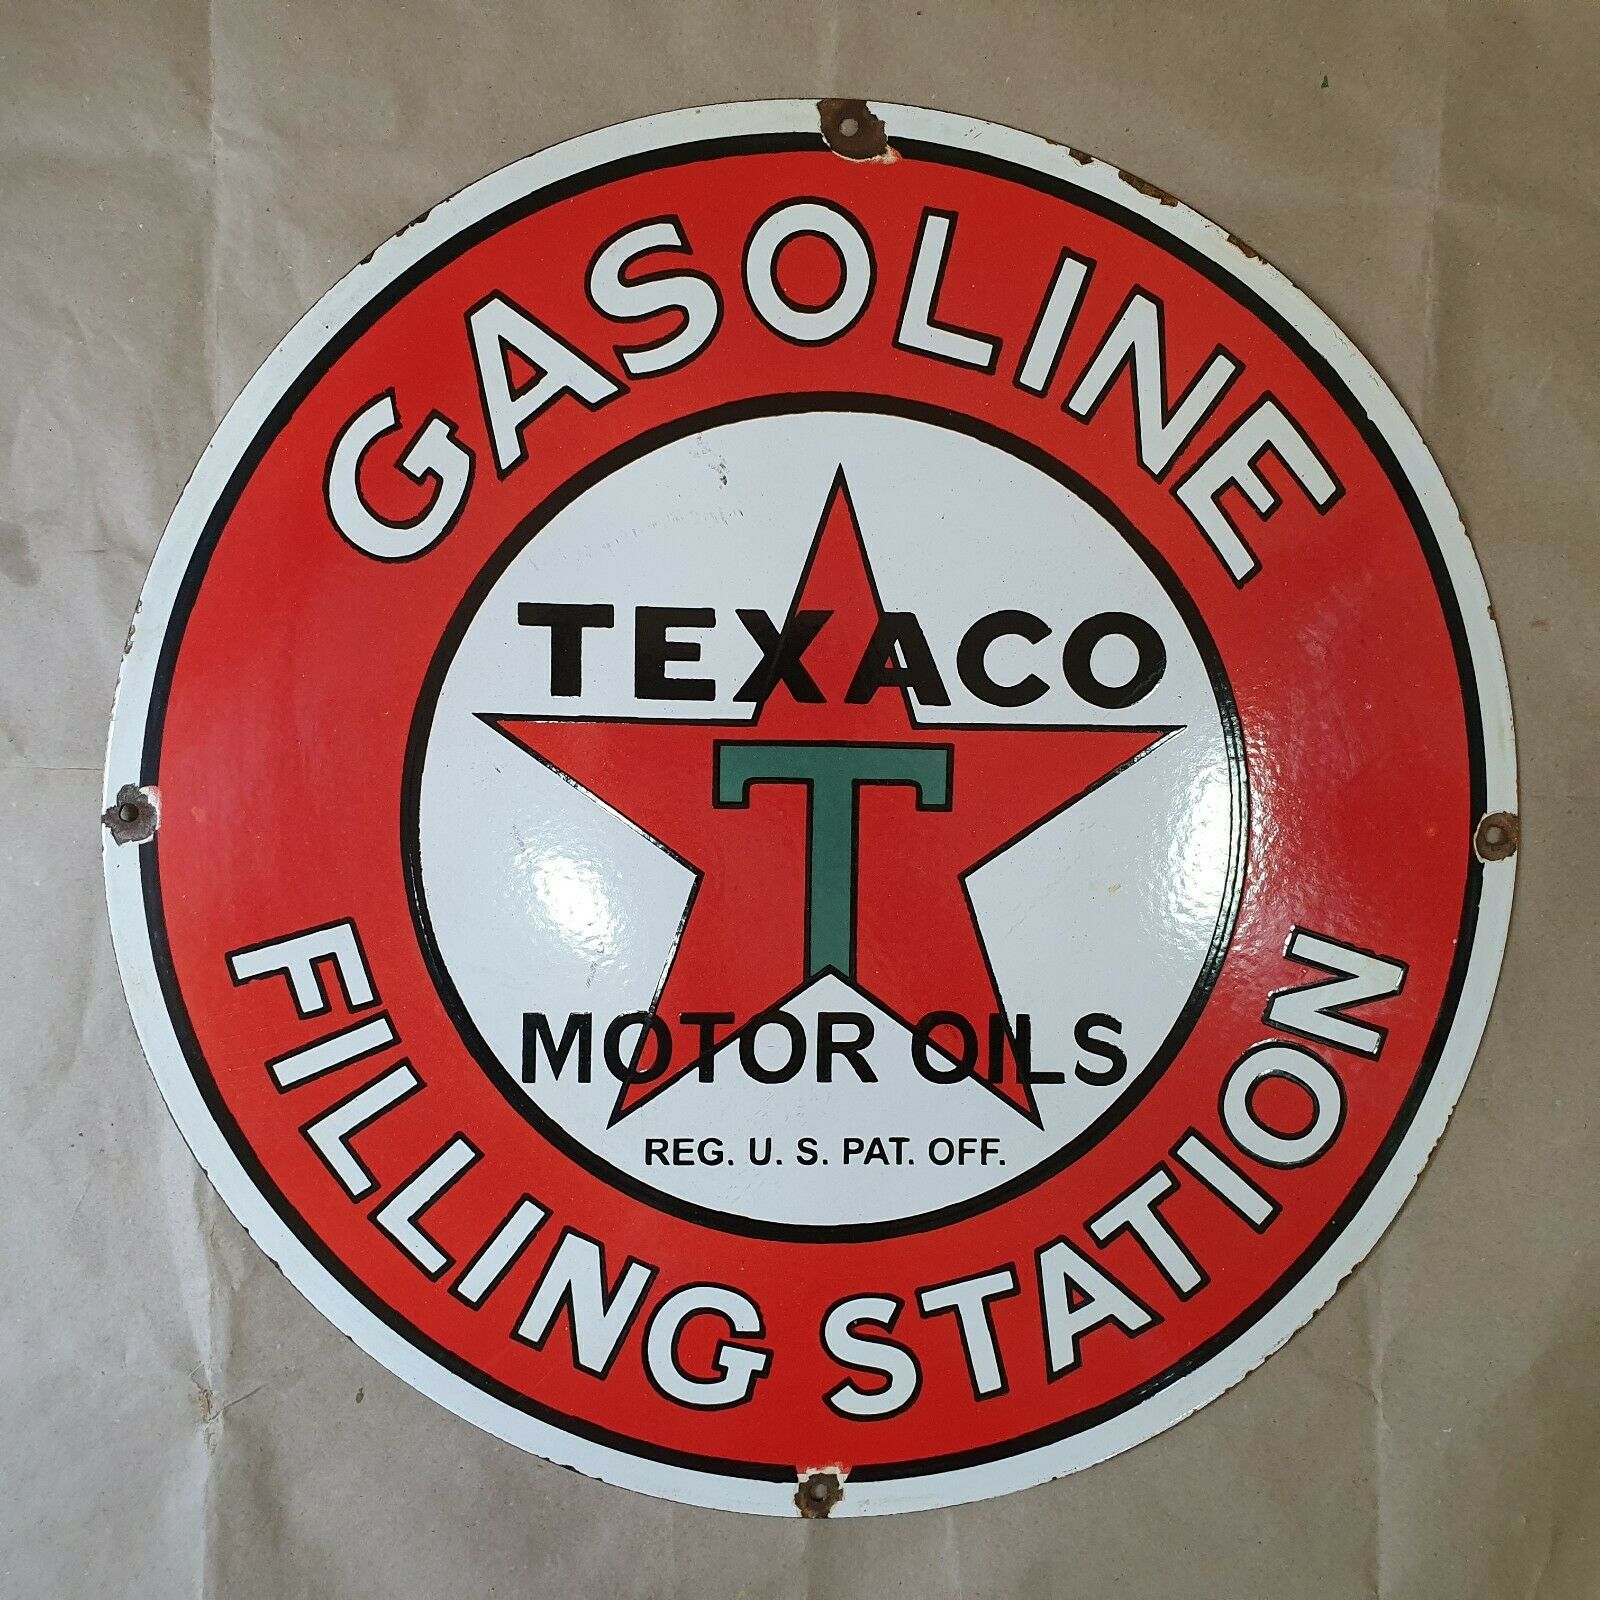 GASOLINE
TEXACO
T
MOTOR OILS
REG. U. S. PAT. OFF.
FILLING STATION